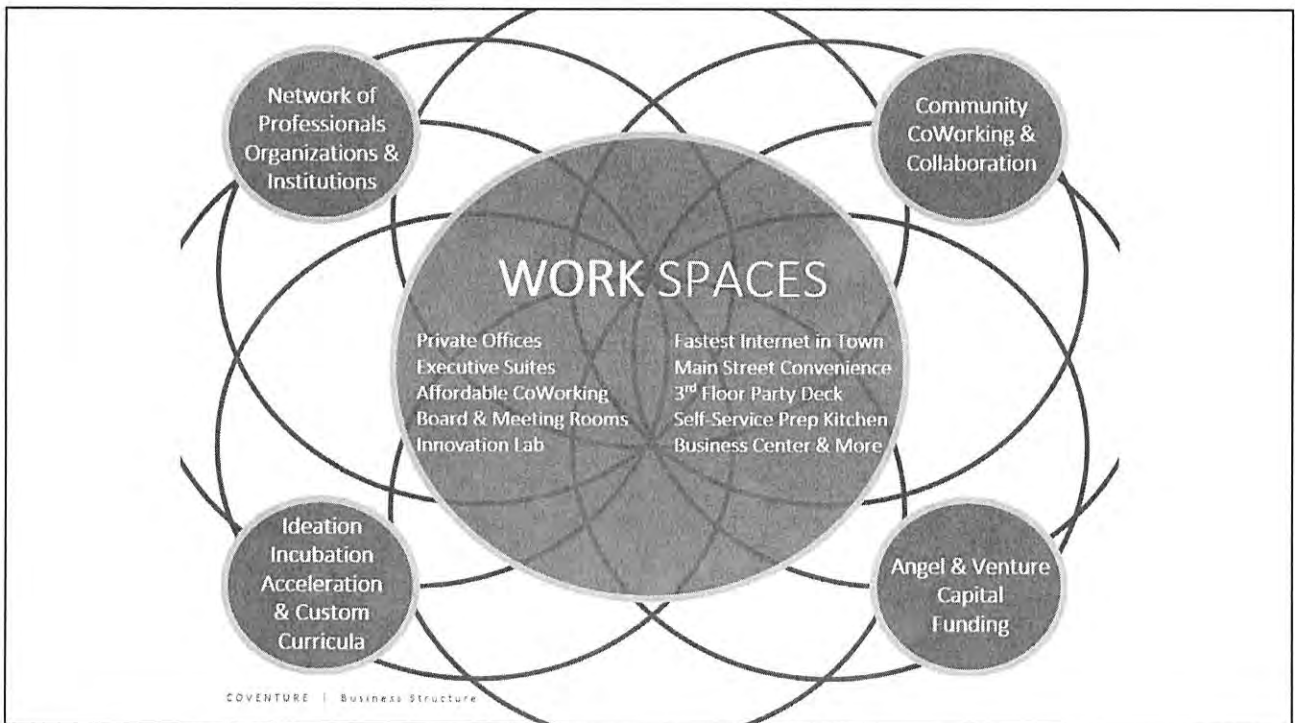 Network of
Professionals
Organizations &
Institutions
Community
CoWorking &
Collaboration
WORK SPACES
Private Offices
Executive Suites
Affordable CoWorking
Board & Meeting Rooms
Innovation Lab
Fastest Internet in Town
Main Street Convenience
3rd Floor Party Deck
Self-Service Prep Kitchen
Business Center & More
Ideation
Incubation
Acceleration
& Custom
Curricula
Angel & Venture
Capital
Funding
COVENTURE | Business Structure